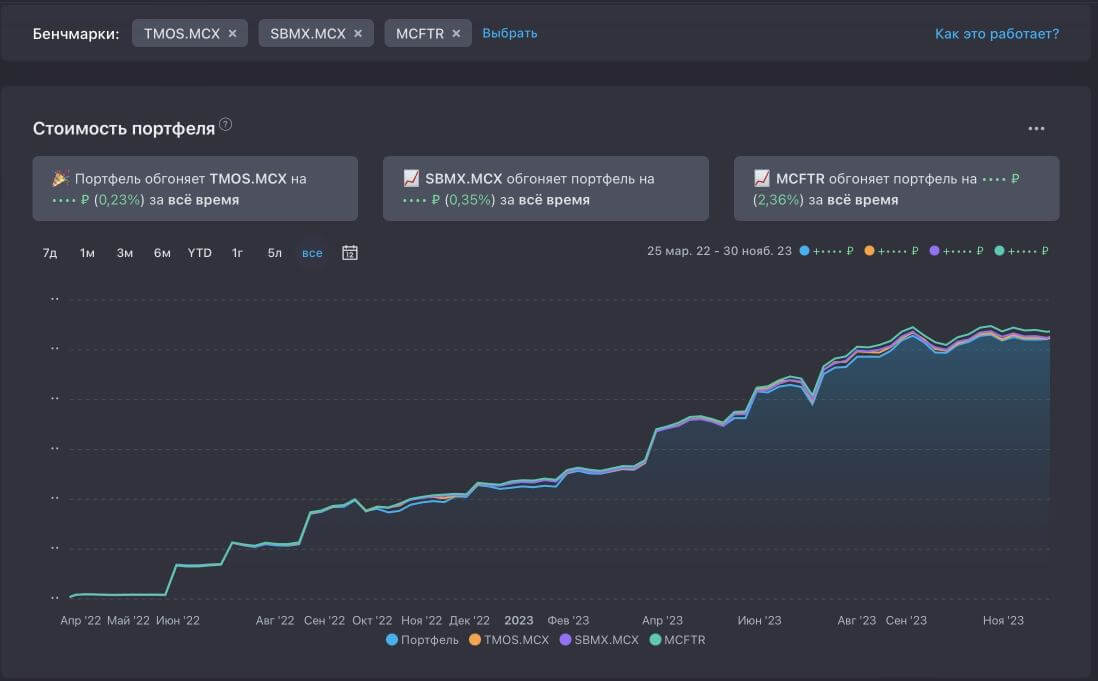 Бенчмарки: TMOS.MCX × SBMX.MCX × MCFTR × Выбрать Как это работает?
Стоимость портфеля ? •••
Портфель обгоняет TMOS.MCX на
•••• ₽ (0,23%) за всё время
SBMX.MCX обгоняет портфель на
•••• ₽ (0,35%) за всё время
MCFTR обгоняет портфель на •••• ₽
(2,36%) за всё время
7д 1м 3м 6м YTD 1г 5л все 12 25 мар. 22 - 30 нояб. 23 +•••• ₽ +•••• ₽ +•••• ₽ +•••• ₽
••
••
••
••
••
••
••
Апр '22 Май '22 Июн '22 Авг '22 Сен '22 Окт '22 Ноя '22 Дек '22 2023 Фев '23 Апр '23 Июн '23 Авг '23 Сен '23 Ноя '23
Портфель TMOS.MCX SBMX.MCX MCFTR